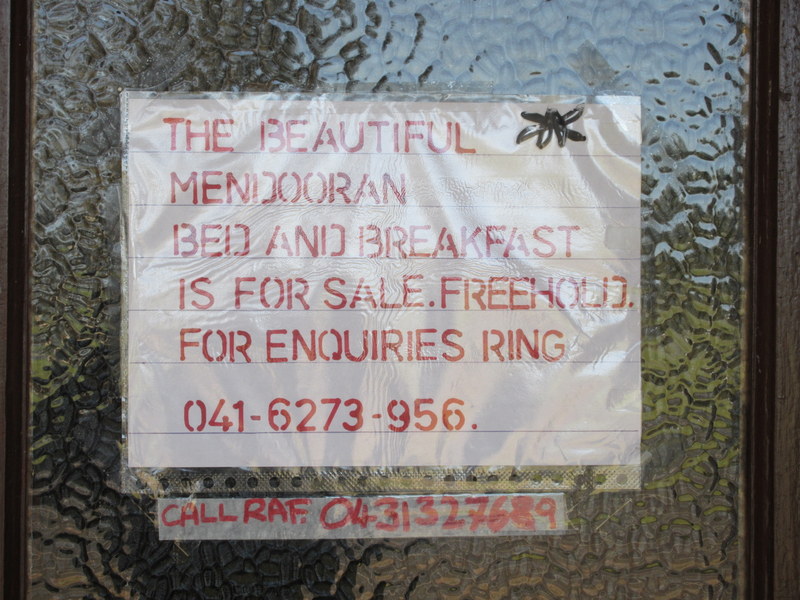 THE BEAUTIFUL
MENDOORAN
BED AND BREAKFAST
IS FOR SALE. FREEHOLD.
FOR ENQUIRIES RING
041-6273-956.
CALL RAF. 0431327689